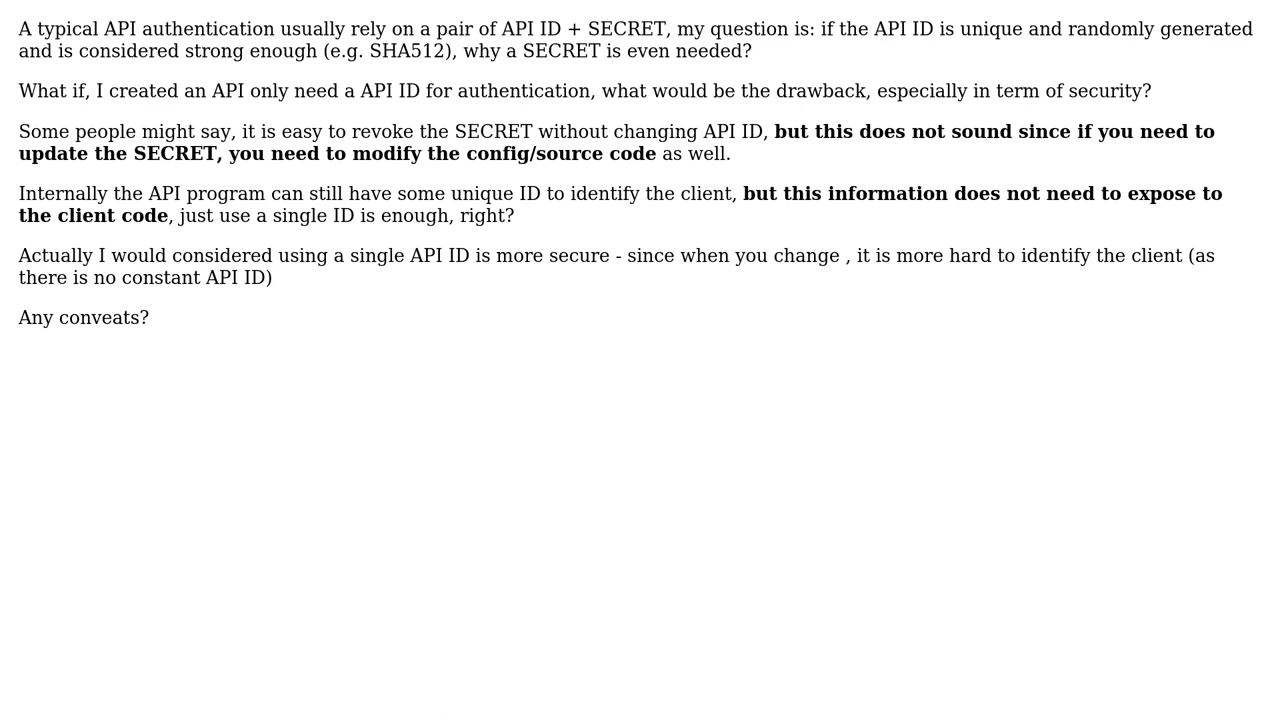 A typical API authentication usually rely on a pair of API ID + SECRET, my question is: if the API ID is unique and randomly generated
and is considered strong enough (e.g. SHA512), why a SECRET is even needed?
What if, I created an API only need a API ID for authentication, what would be the drawback, especially in term of security?
Some people might say, it is easy to revoke the SECRET without changing API ID, but this does not sound since if you need to
update the SECRET, you need to modify the config/source code as well.
Internally the API program can still have some unique ID to identify the client, but this information does not need to expose to
the client code, just use a single ID is enough, right?
Actually I would considered using a single API ID is more secure - since when you change , it is more hard to identify the client (as
there is no constant API ID)
Any conveats?